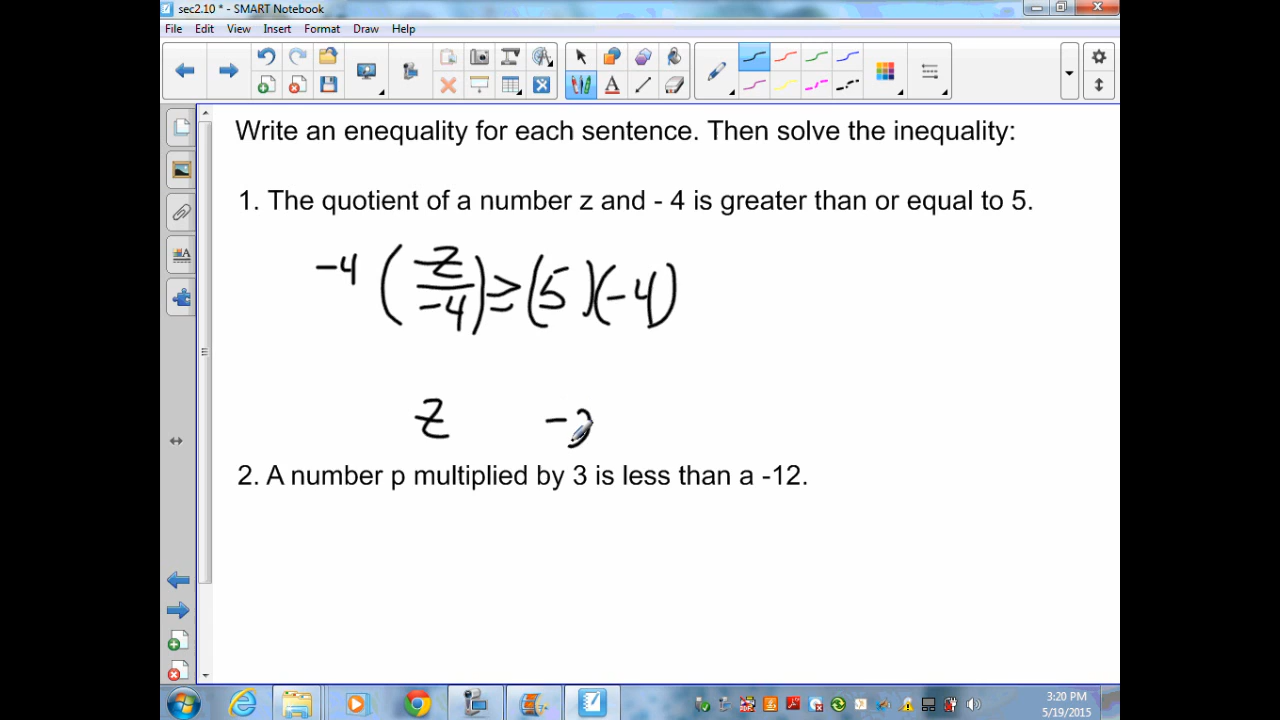 sec2.10 * - SMART Notebook
File Edit View Insert Format Draw Help
Write an enequality for each sentence. Then solve the inequality:
1. The quotient of a number z and - 4 is greater than or equal to 5.
-4 ( z / -4 ) ≥ (5)(-4)
z -2
2. A number p multiplied by 3 is less than a -12.
3:20 PM
5/19/2015